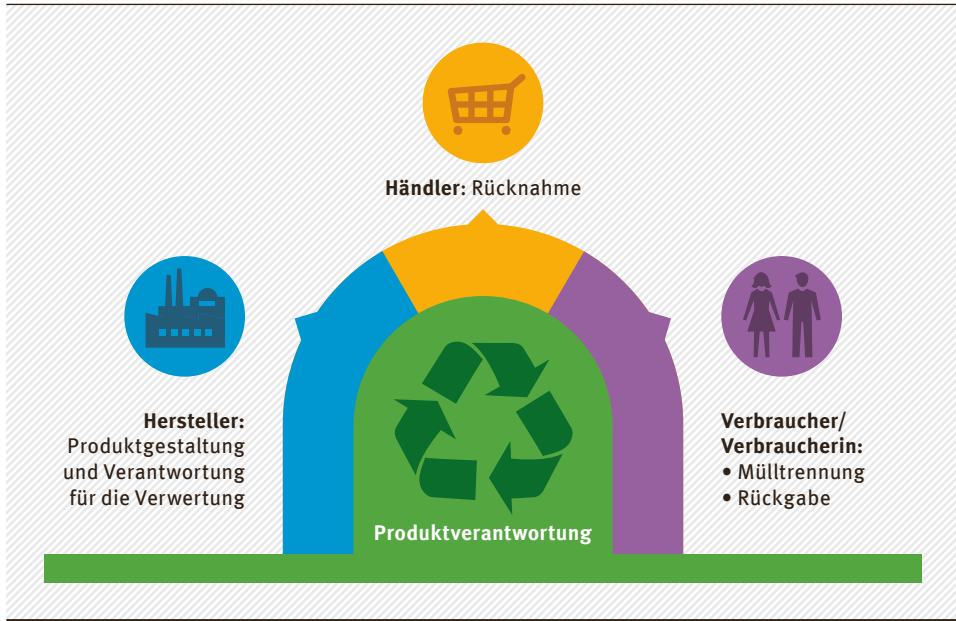 Händler: Rücknahme
Hersteller:
Produktgestaltung
und Verantwortung
für die Verwertung
Verbraucher/
Verbraucherin:
• Mülltrennung
• Rückgabe
Produktverantwortung